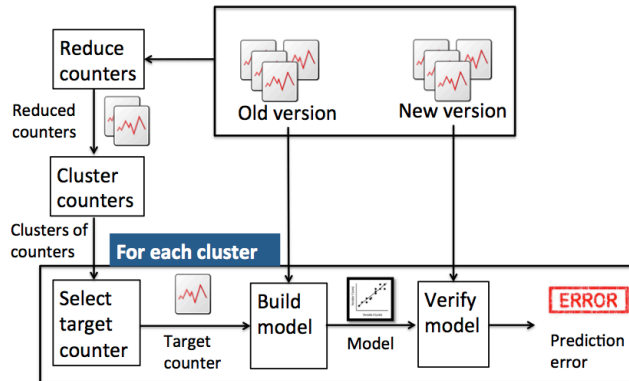 Reduce
counters
Old version
New version
Reduced
counters
Cluster
counters
Clusters of
counters
For each cluster
Select
target
counter
Target
counter
Build
model
Model
Verify
model
ERROR
Prediction
error